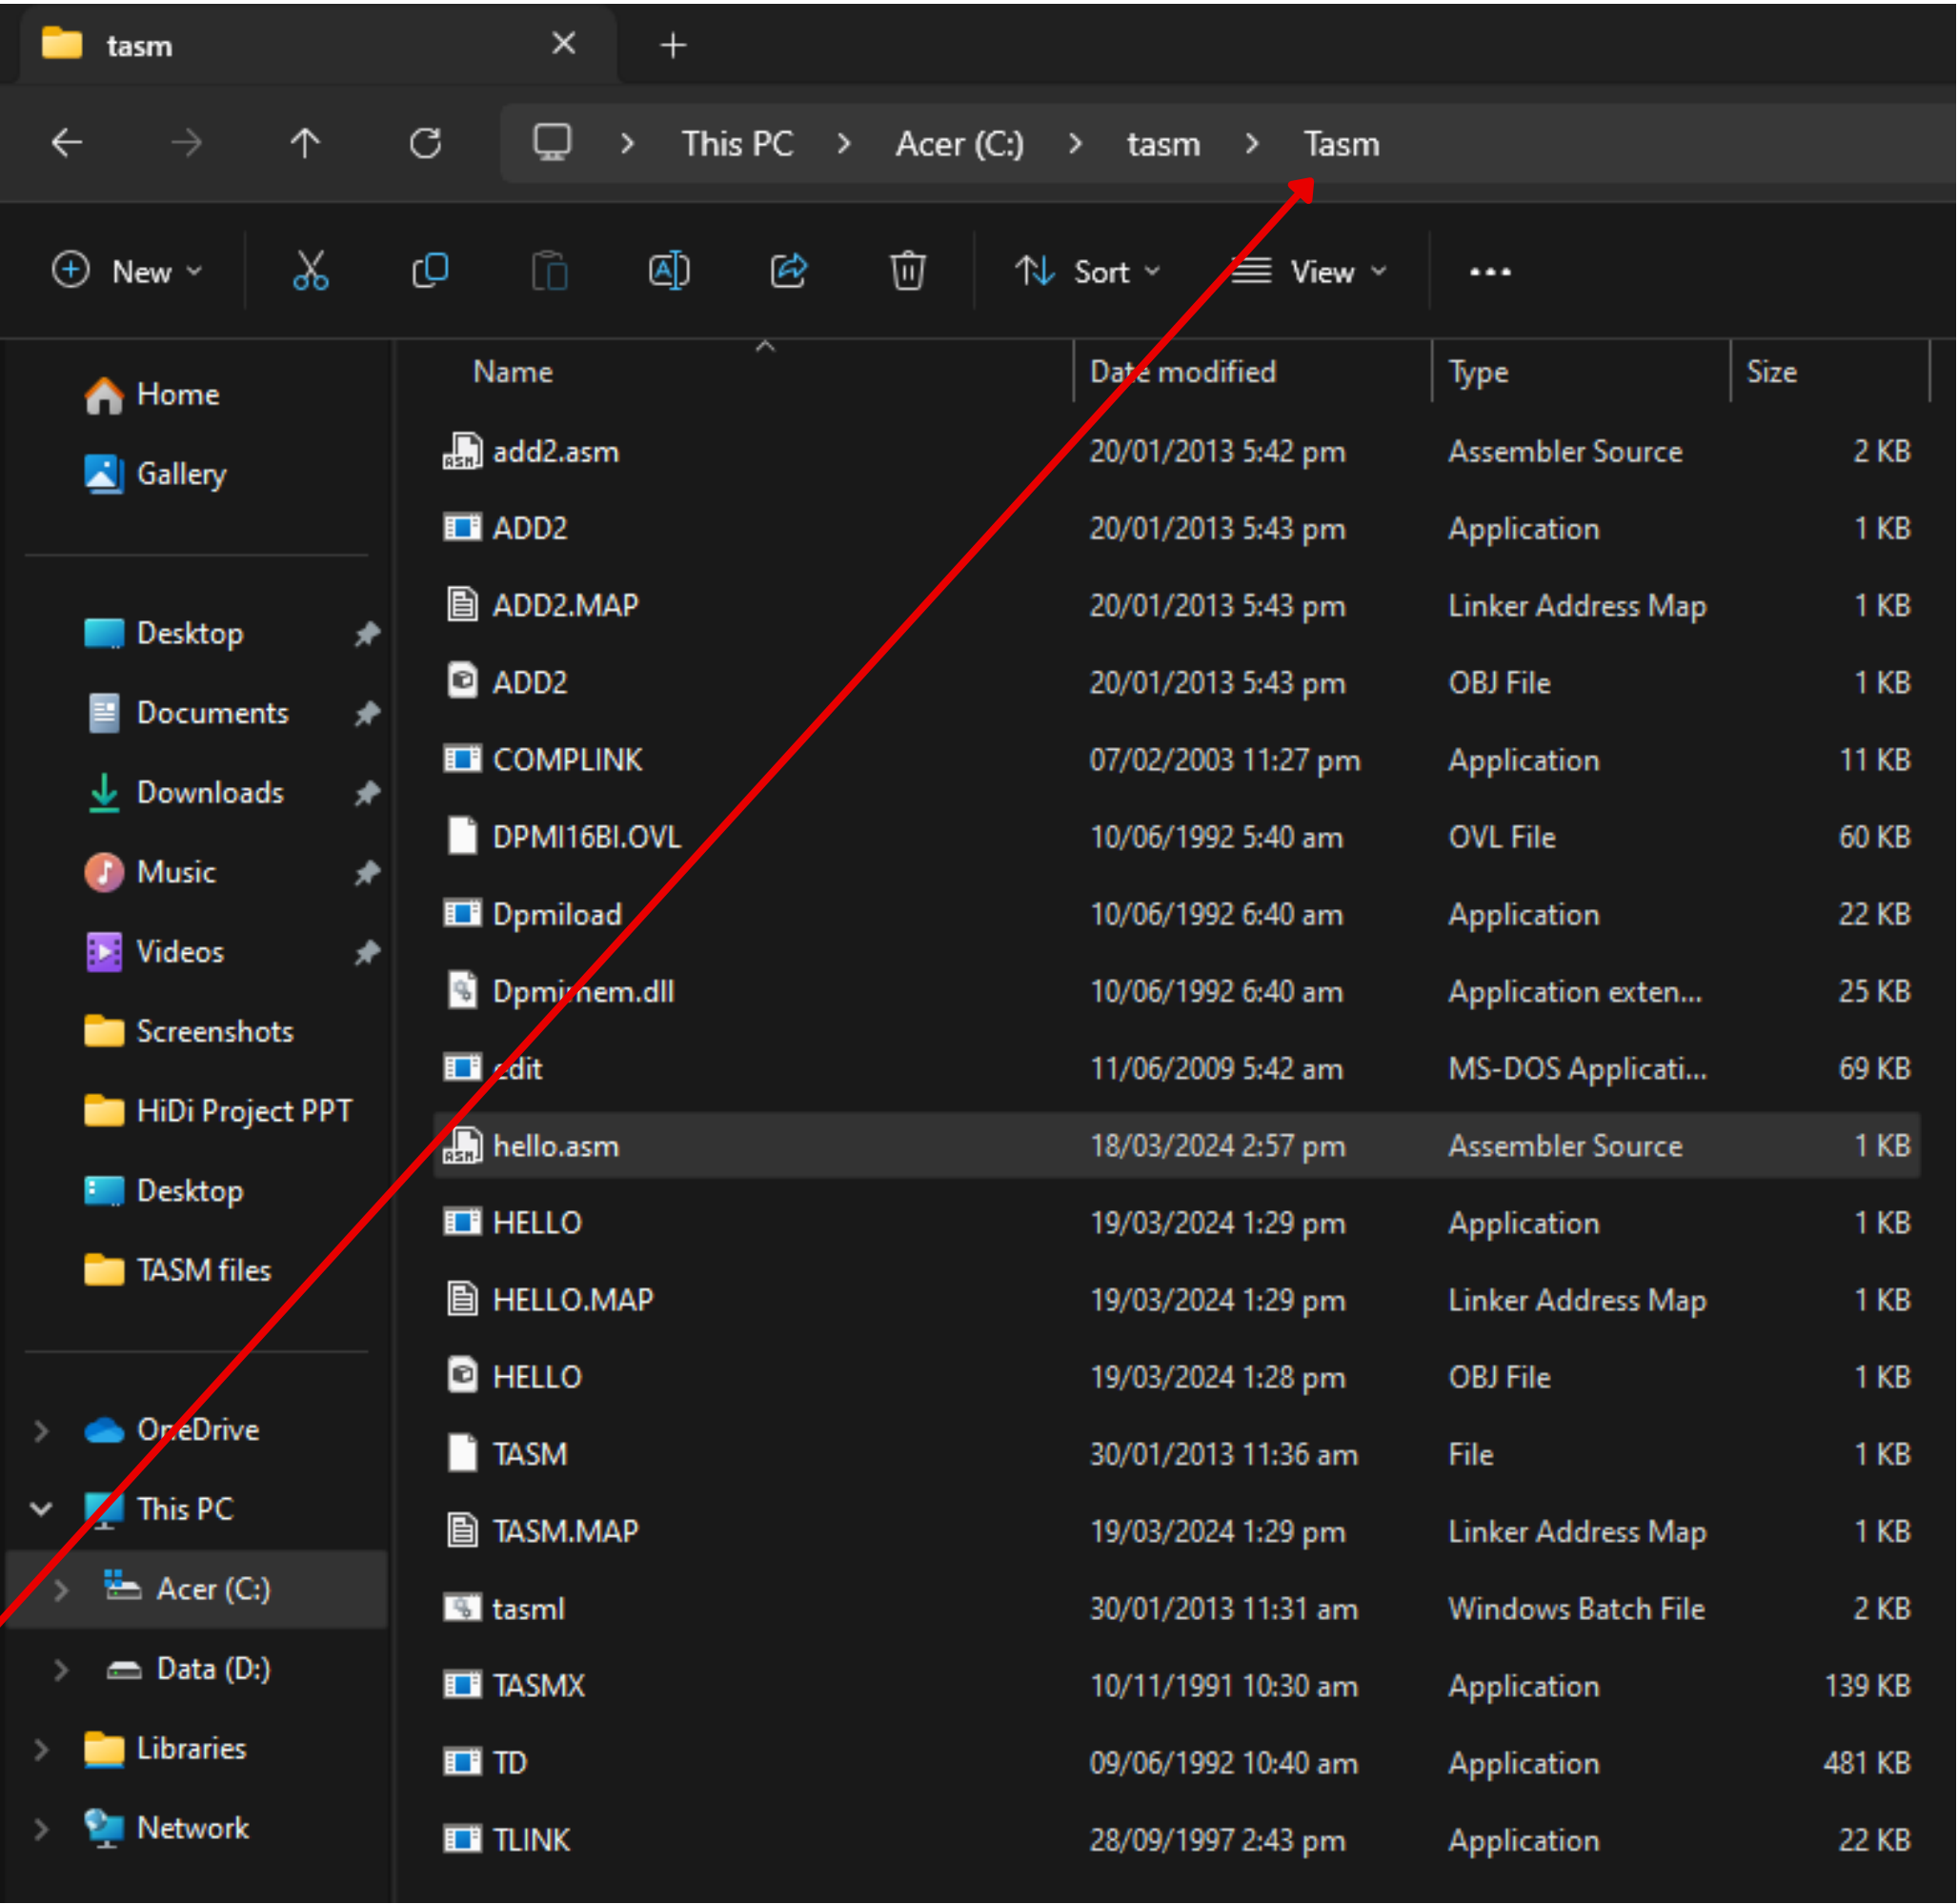 tasm
This PC > Acer (C:) > tasm > Tasm
New Sort View
Name Date modified Type Size
Home
Gallery
Desktop
Documents
Downloads
Music
Videos
Screenshots
HiDi Project PPT
Desktop
TASM files
OneDrive
This PC
Acer (C:)
Data (D:)
Libraries
Network
add2.asm 20/01/2013 5:42 pm Assembler Source 2 KB
ADD2 20/01/2013 5:43 pm Application 1 KB
ADD2.MAP 20/01/2013 5:43 pm Linker Address Map 1 KB
ADD2 20/01/2013 5:43 pm OBJ File 1 KB
COMPLINK 07/02/2003 11:27 pm Application 11 KB
DPMI16BI.OVL 10/06/1992 5:40 am OVL File 60 KB
Dpmiload 10/06/1992 6:40 am Application 22 KB
Dpmimem.dll 10/06/1992 6:40 am Application exten... 25 KB
edit 11/06/2009 5:42 am MS-DOS Applicati... 69 KB
hello.asm 18/03/2024 2:57 pm Assembler Source 1 KB
HELLO 19/03/2024 1:29 pm Application 1 KB
HELLO.MAP 19/03/2024 1:29 pm Linker Address Map 1 KB
HELLO 19/03/2024 1:28 pm OBJ File 1 KB
TASM 30/01/2013 11:36 am File 1 KB
TASM.MAP 19/03/2024 1:29 pm Linker Address Map 1 KB
tasml 30/01/2013 11:31 am Windows Batch File 2 KB
TASMX 10/11/1991 10:30 am Application 139 KB
TD 09/06/1992 10:40 am Application 481 KB
TLINK 28/09/1997 2:43 pm Application 22 KB